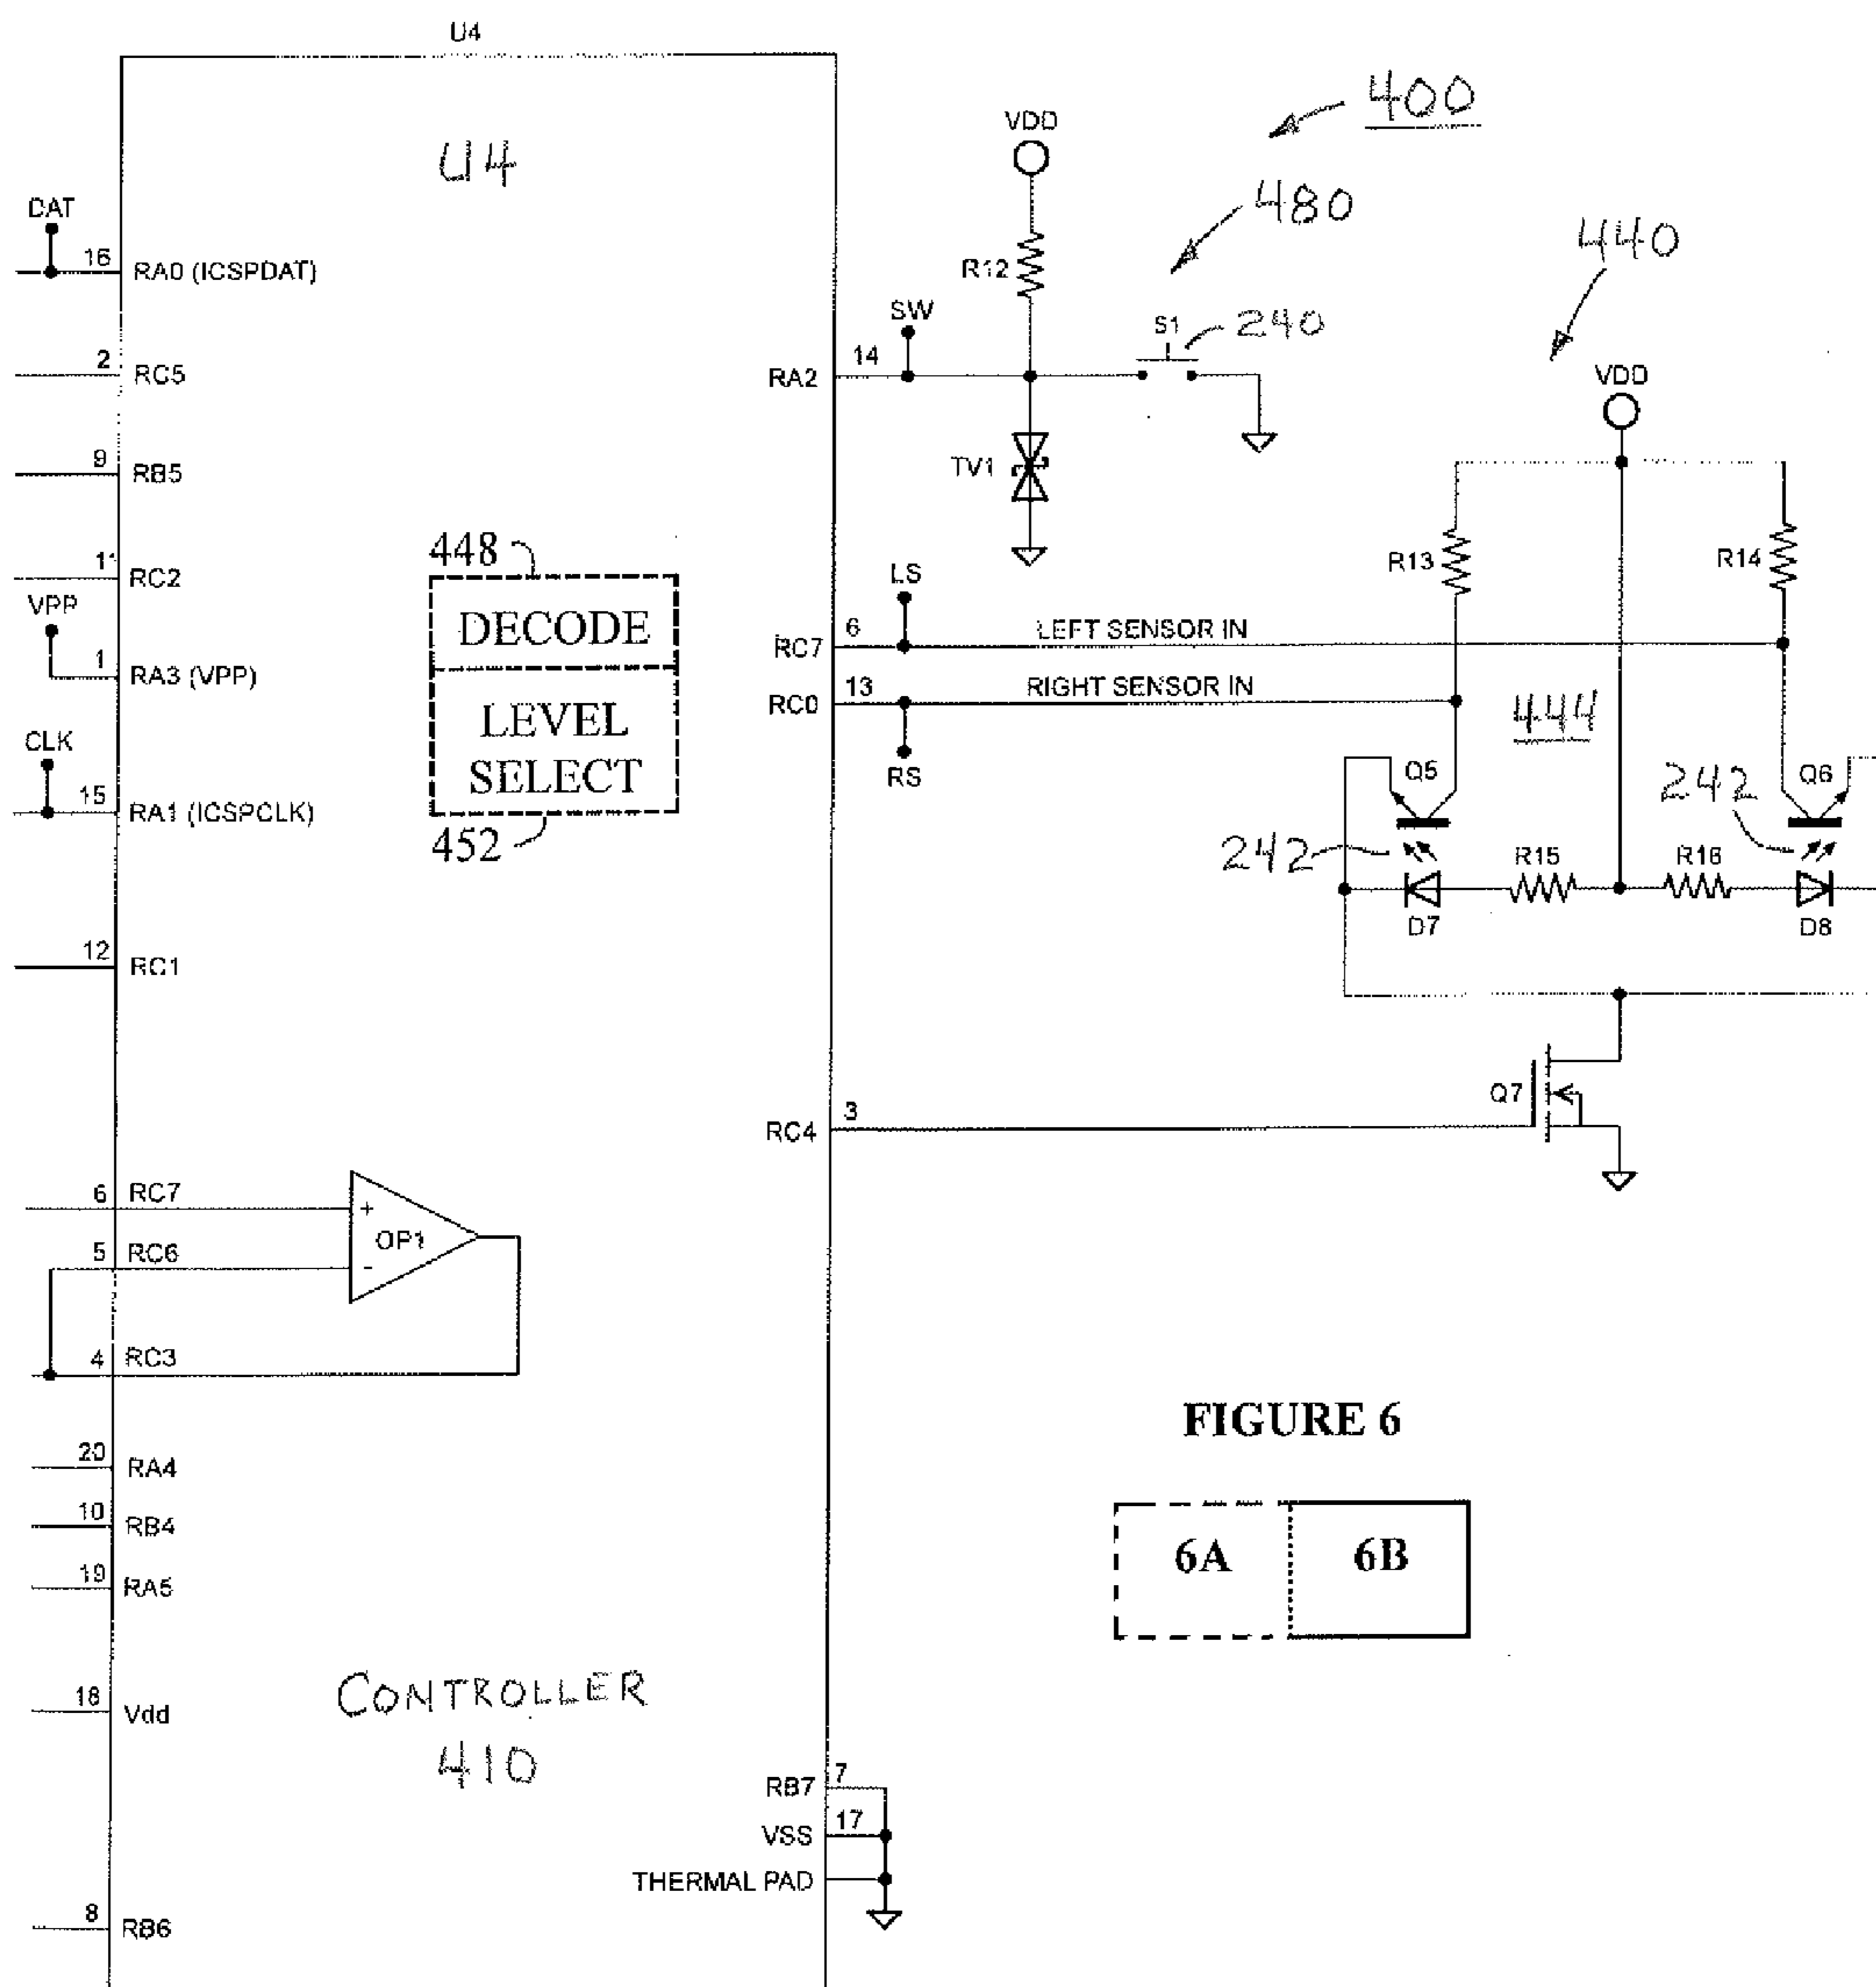 U4
U4
400
VDD
480
440
DAT
16 RA0 (ICSPDAT)
R12
SW
S1 240
2 RC5
RA2 14
VDD
9 RB5
TV1
448
R13
R14
11 RC2
LS
DECODE
VPP
RC7 6 LEFT SENSOR IN
1 RA3 (VPP)
RC0 13 RIGHT SENSOR IN
LEVEL
SELECT
444
CLK
RS
Q5
Q6
242
15 RA1 (ICSPCLK)
452
242
R15
R16
D7
D8
12 RC1
Q7
RC4 3
6 RC7
+
OP1
5 RC6
-
4 RC3
FIGURE 6
20 RA4
10 RB4
6A 6B
19 RA5
CONTROLLER
18 Vdd
410
RB7 7
VSS 17
THERMAL PAD
8 RB6